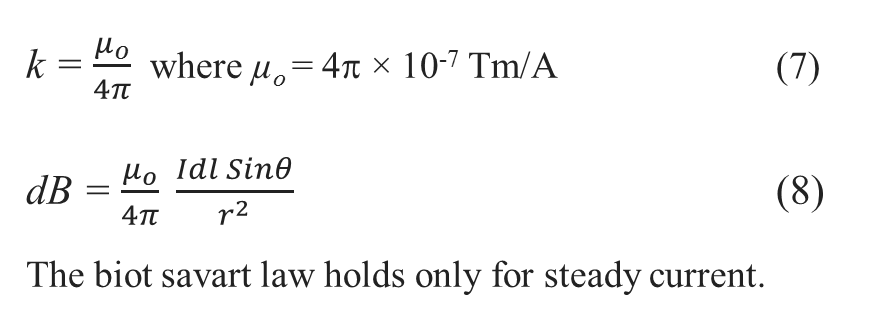 k = μₒ/4π where μₒ = 4π × 10⁻⁷ Tm/A (7)
dB = μₒ/4π Idl Sinθ/r² (8)
The biot savart law holds only for steady current.